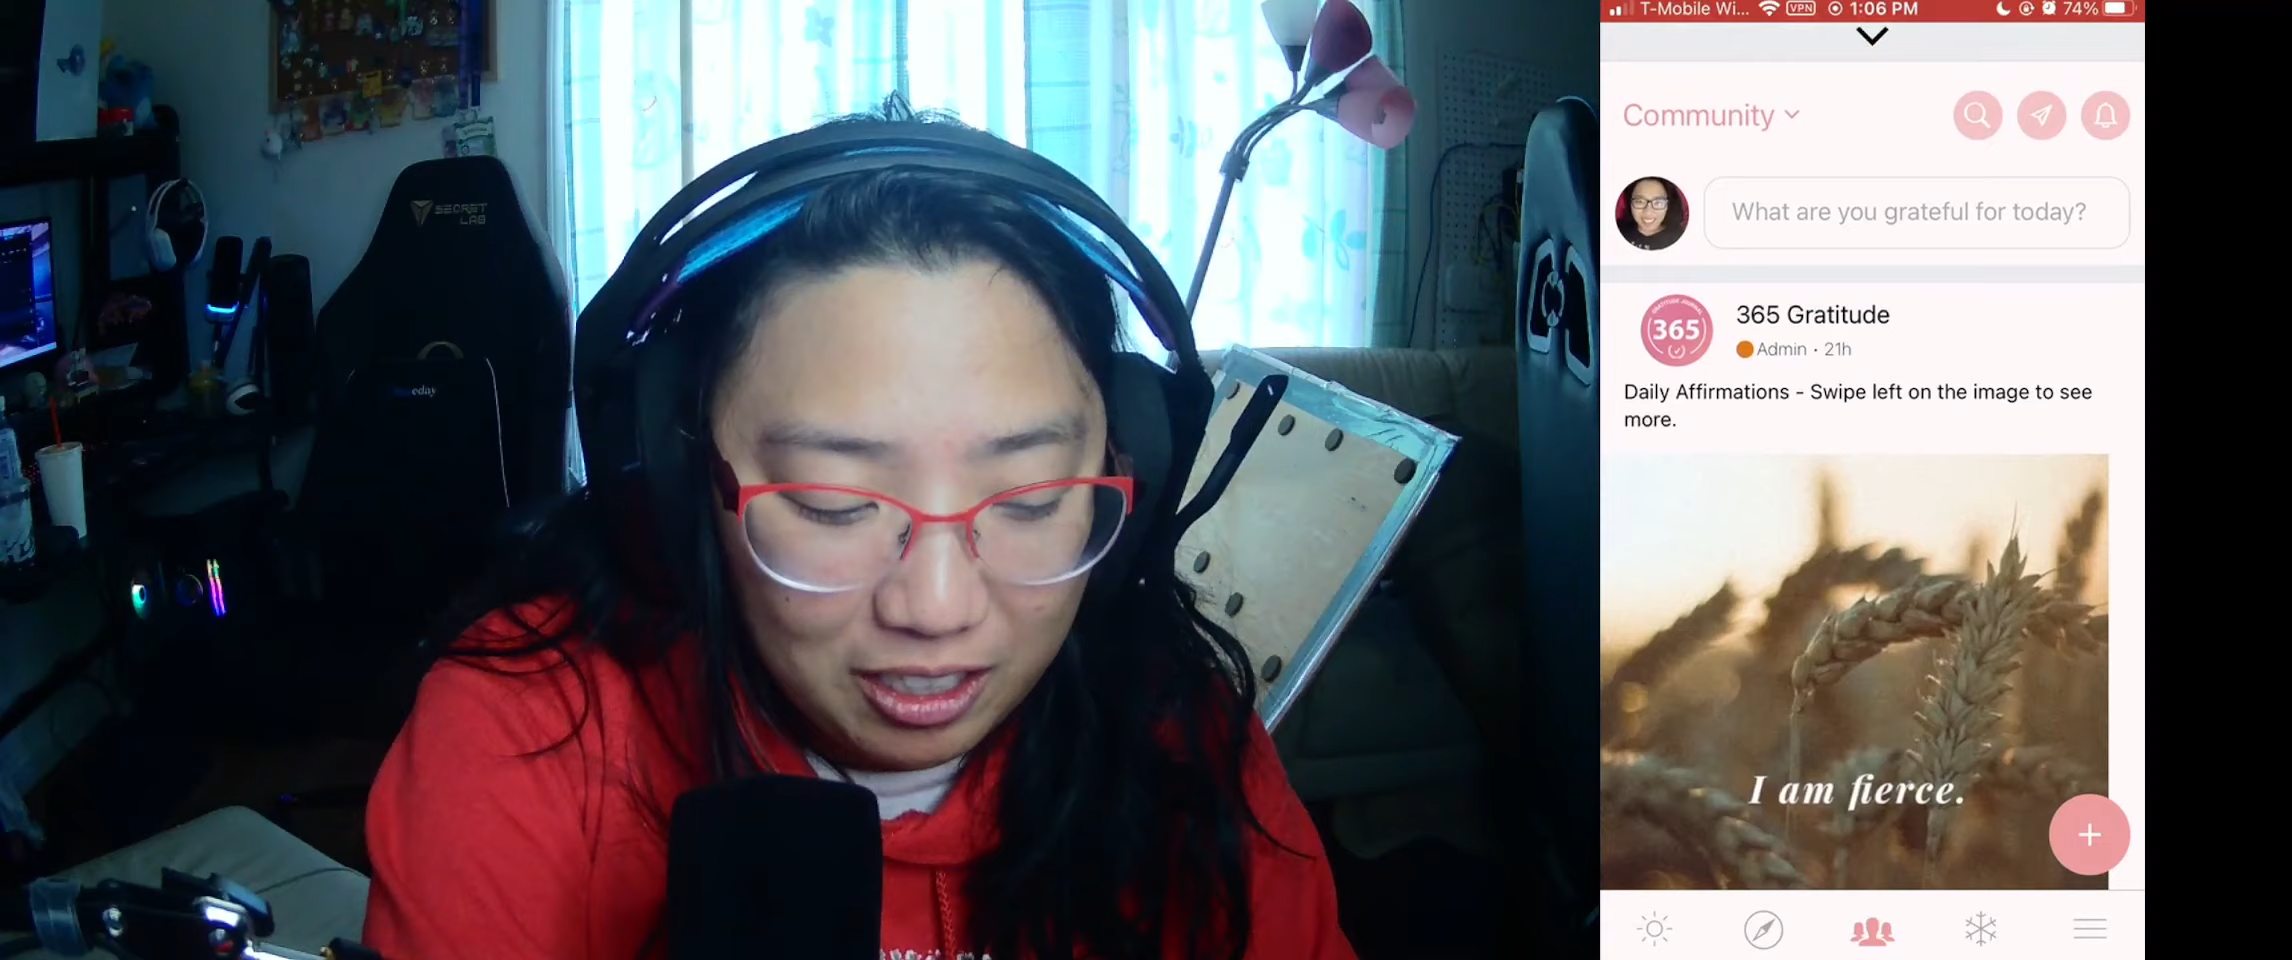 SECRET
LAB
T-Mobile Wi...
VPN
1:06 PM
74%
Community
What are you grateful for today?
365
365 Gratitude
Admin • 21h
Daily Affirmations - Swipe left on the image to see
more.
I am fierce.
+